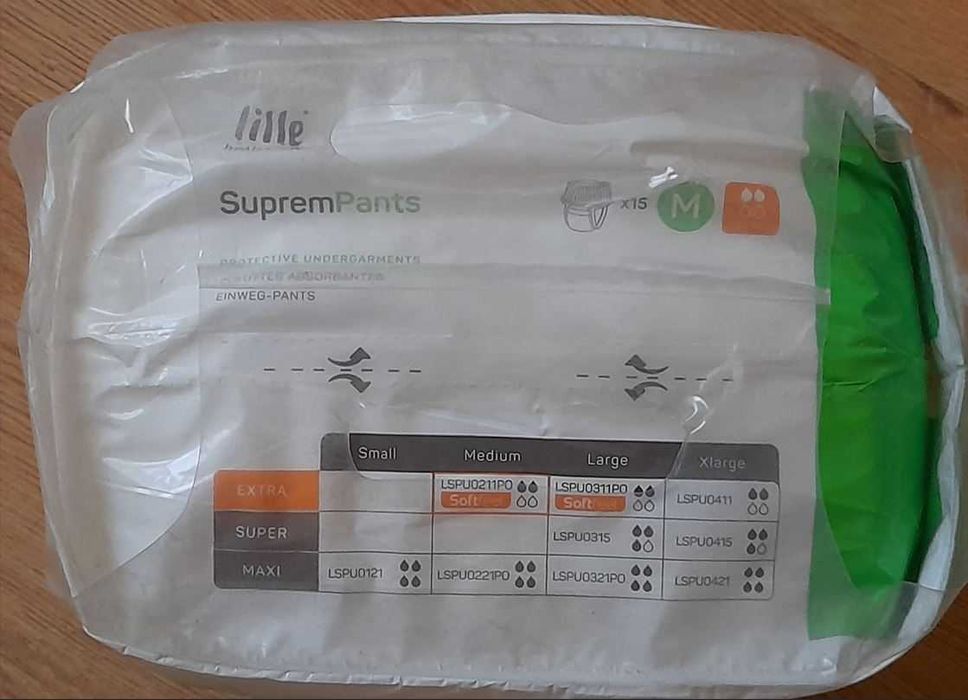 lille
SupremPants
x15 M
PROTECTIVE UNDERGARMENTS
ABSORBANTES
EINWEG-PANTS
Small Medium Large Xlarge
EXTRA LSPU0211PO Soft LSPU0311PO Soft LSPU0411
SUPER LSPU0315 LSPU0415
MAXI LSPU0121 LSPU0221PO LSPU0321PO LSPU0421